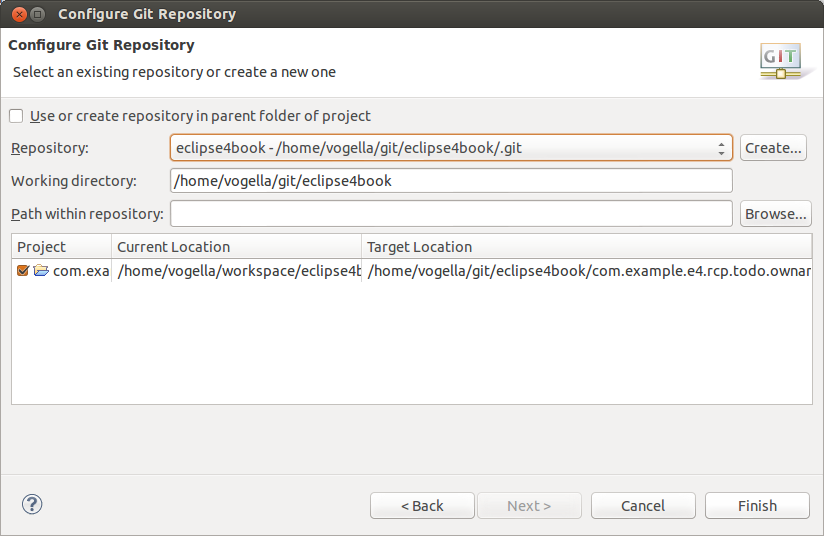 Configure Git Repository
Configure Git Repository
Select an existing repository or create a new one
GIT
Use or create repository in parent folder of project
Repository: eclipse4book - /home/vogella/git/eclipse4book/.git Create...
Working directory: /home/vogella/git/eclipse4book
Path within repository: Browse...
Project Current Location Target Location
com.exa /home/vogella/workspace/eclipse4b /home/vogella/git/eclipse4book/com.example.e4.rcp.todo.ownan
? < Back Next > Cancel Finish